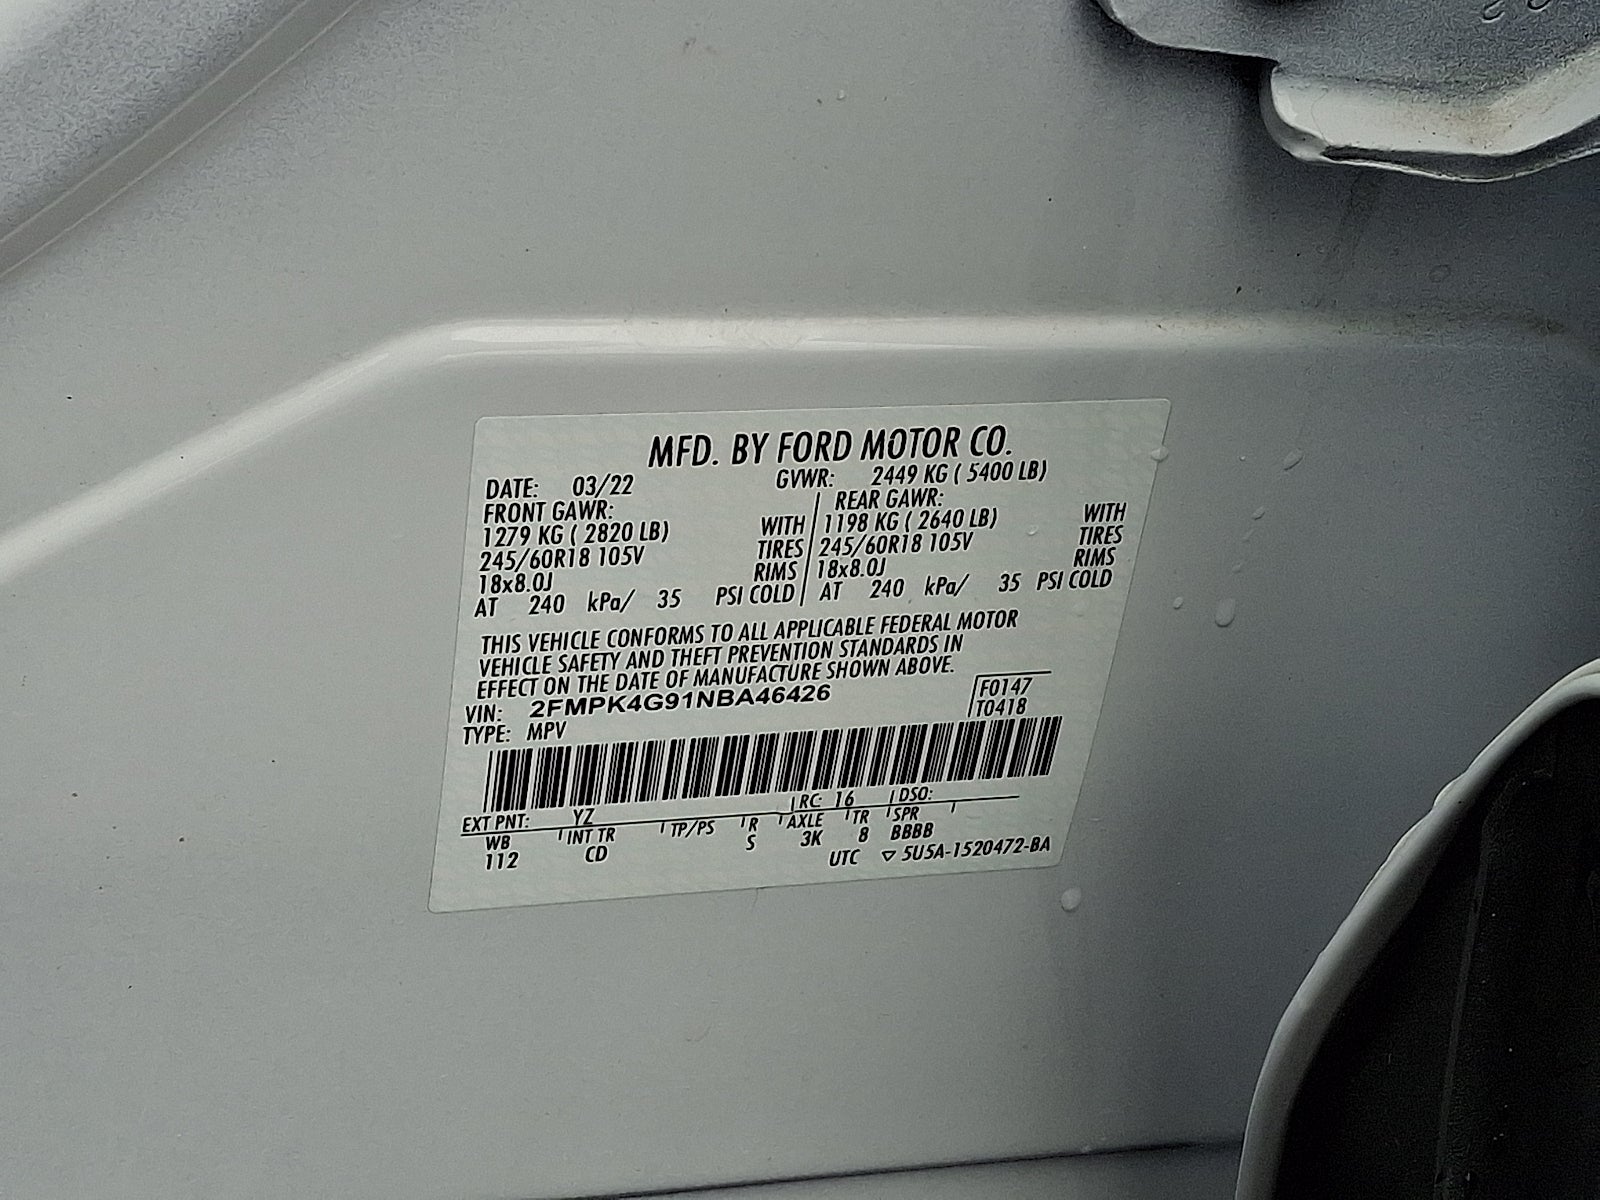 MFD. BY FORD MOTOR CO.
DATE: 03/22 GVWR: 2449 KG ( 5400 LB)
FRONT GAWR: REAR GAWR:
1279 KG ( 2820 LB) WITH 1198 KG ( 2640 LB) WITH
245/60R18 105V TIRES 245/60R18 105V TIRES
18x8.0J RIMS 18x8.0J RIMS
AT 240 kPa/ 35 PSI COLD AT 240 kPa/ 35 PSI COLD
THIS VEHICLE CONFORMS TO ALL APPLICABLE FEDERAL MOTOR
VEHICLE SAFETY AND THEFT PREVENTION STANDARDS IN
EFFECT ON THE DATE OF MANUFACTURE SHOWN ABOVE.
VIN: 2FMPK4G91NBA46426 F0147
TYPE: MPV T0418
EXT PNT: YZ RC: 16 DSO:
WB INT TR TP/PS R AXLE TR SPR
112 CD S 3K 8 BBBB
UTC ▽ 5U5A-1520472-BA